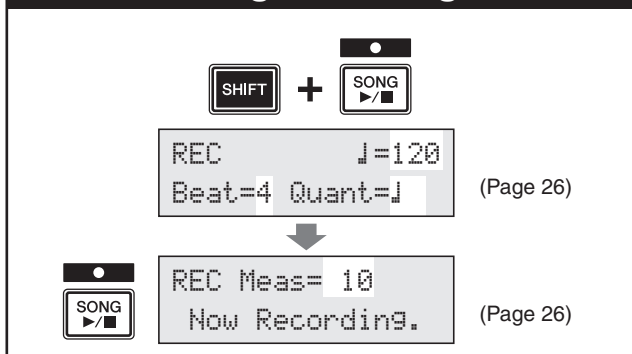 SHIFT + SONG
▶/■
REC ♩=120
Beat=4 Quant=♩
(Page 26)
SONG
▶/■
REC Meas= 10
Now Recording.
(Page 26)